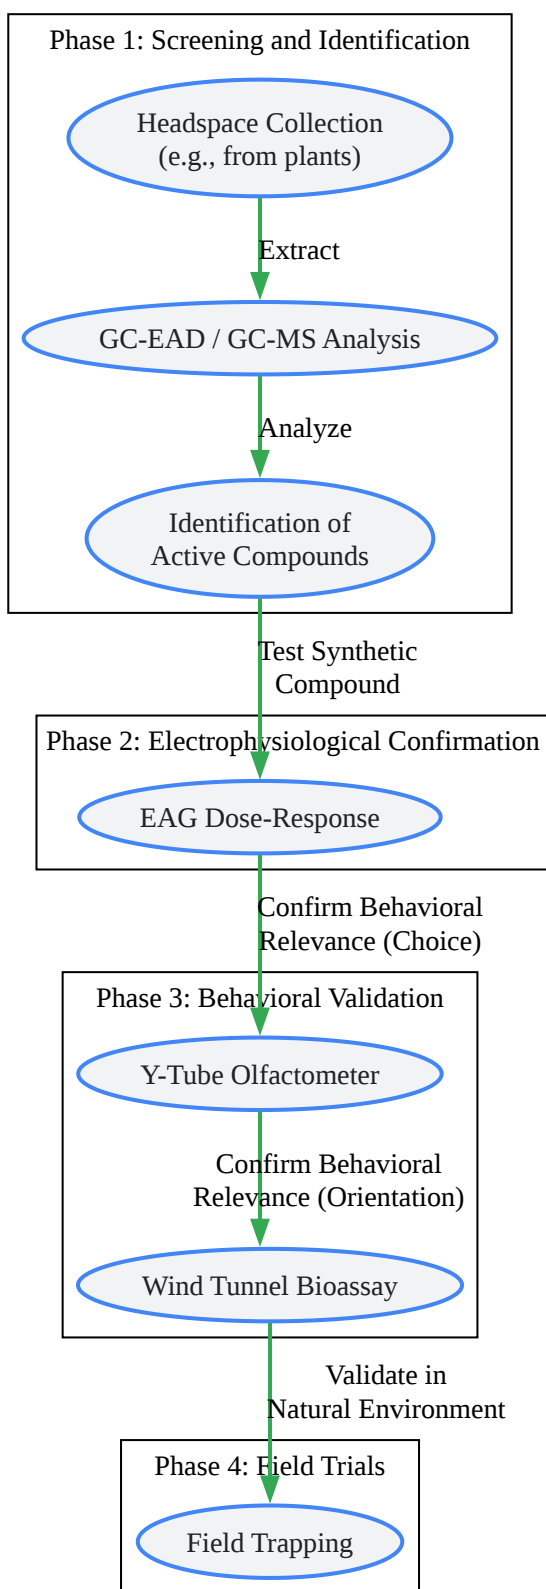 Phase 1: Screening and Identification
Headspace Collection
(e.g., from plants)
Extract
GC-EAD / GC-MS Analysis
Analyze
Identification of
Active Compounds
Test Synthetic
Compound
Phase 2: Electrophysiological Confirmation
EAG Dose-Response
Confirm Behavioral
Relevance (Choice)
Phase 3: Behavioral Validation
Y-Tube Olfactometer
Confirm Behavioral
Relevance (Orientation)
Wind Tunnel Bioassay
Validate in
Natural Environment
Phase 4: Field Trials
Field Trapping